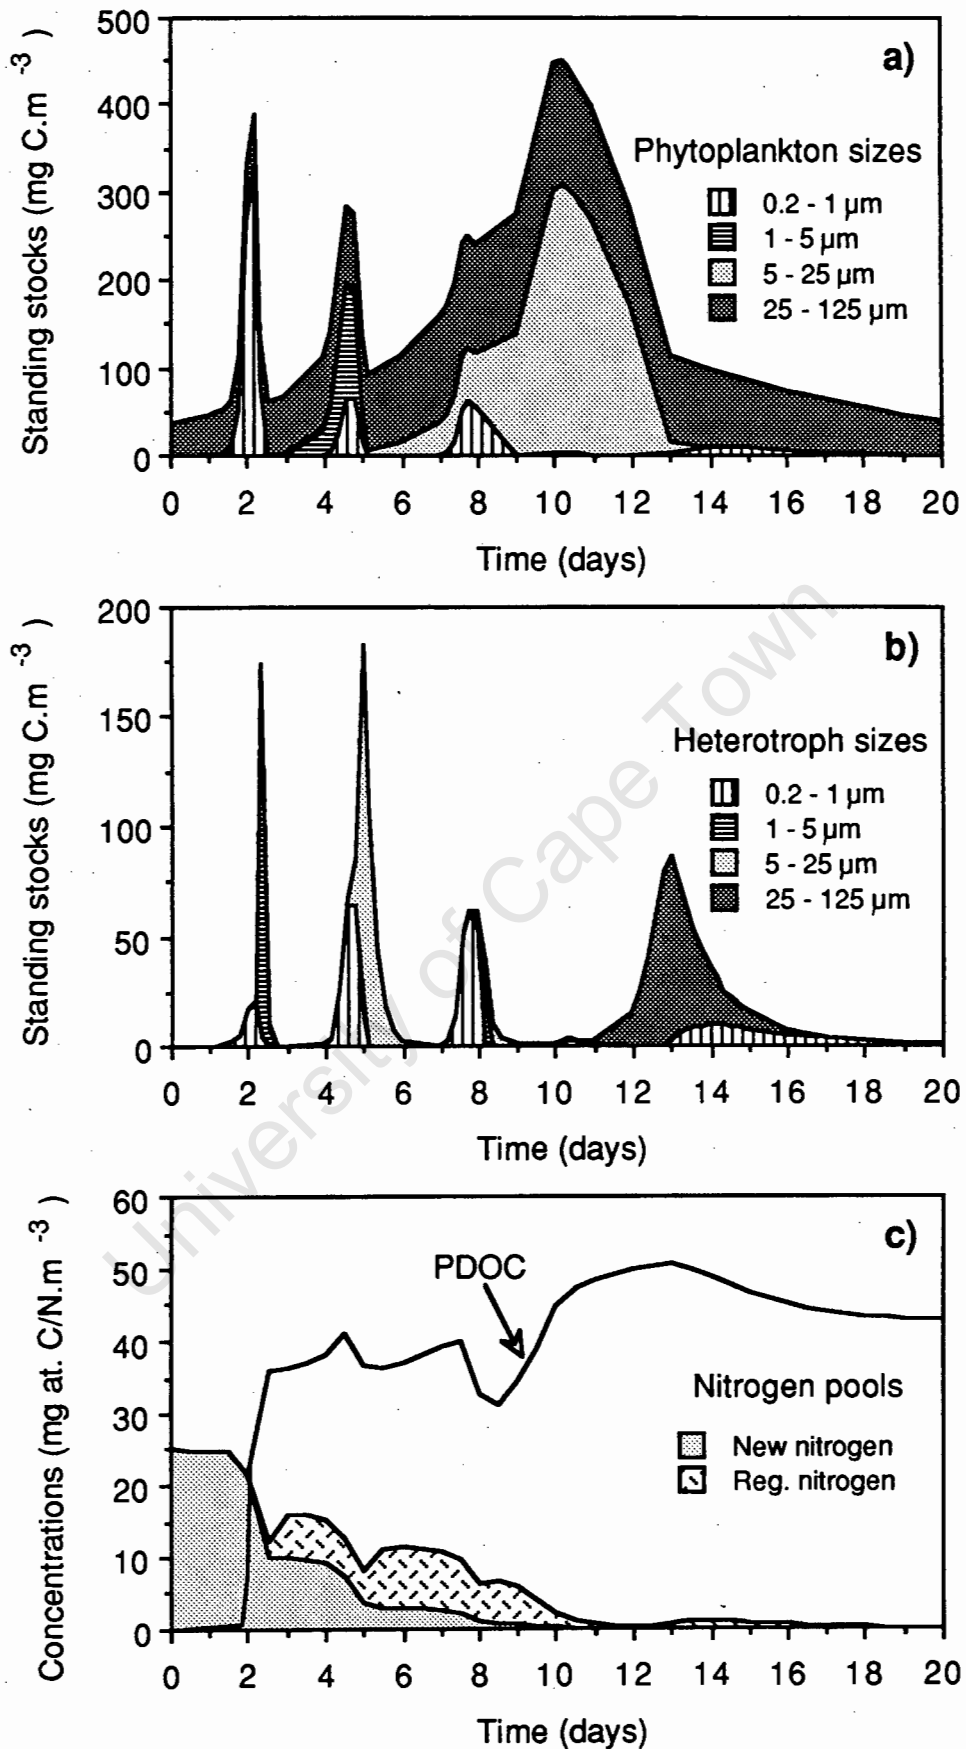 a)
Standing stocks (mg C.m -3 )
500
400
300
200
100
0
Phytoplankton sizes
0.2 - 1 µm
1 - 5 µm
5 - 25 µm
25 - 125 µm
0 2 4 6 8 10 12 14 16 18 20
Time (days)
b)
Standing stocks (mg C.m -3 )
200
150
100
50
0
Heterotroph sizes
0.2 - 1 µm
1 - 5 µm
5 - 25 µm
25 - 125 µm
0 2 4 6 8 10 12 14 16 18 20
Time (days)
c)
Concentrations (mg at. C/N.m -3 )
60
50
40
30
20
10
0
PDOC
Nitrogen pools
New nitrogen
Reg. nitrogen
0 2 4 6 8 10 12 14 16 18 20
Time (days)
University of Cape Town